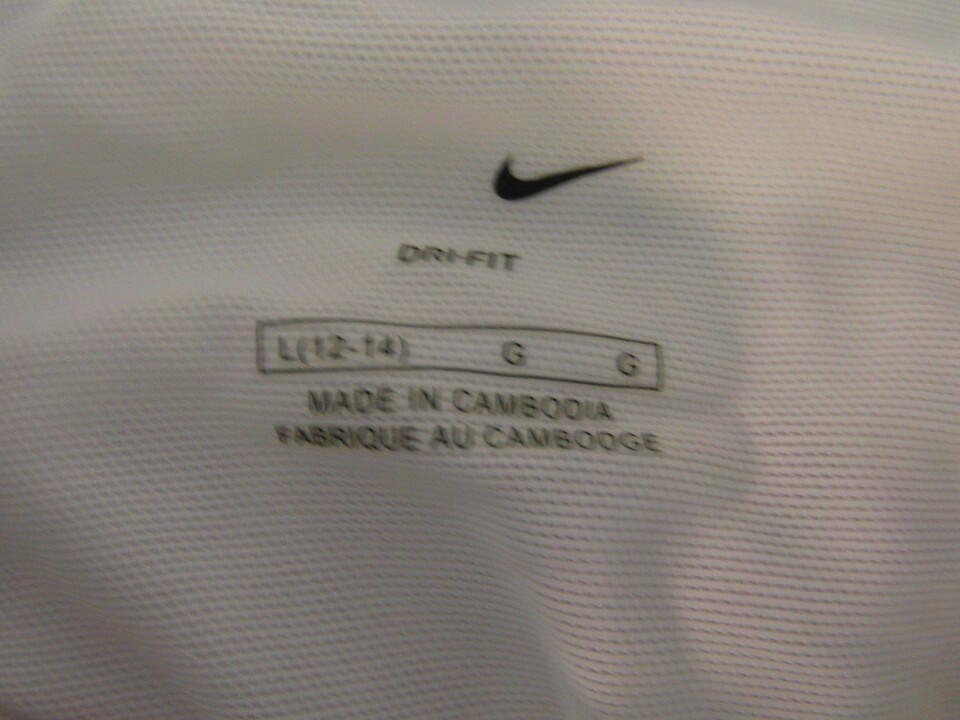 DRI-FIT
L(12-14) G G
MADE IN CAMBODIA
FABRIQUE AU CAMBODGE